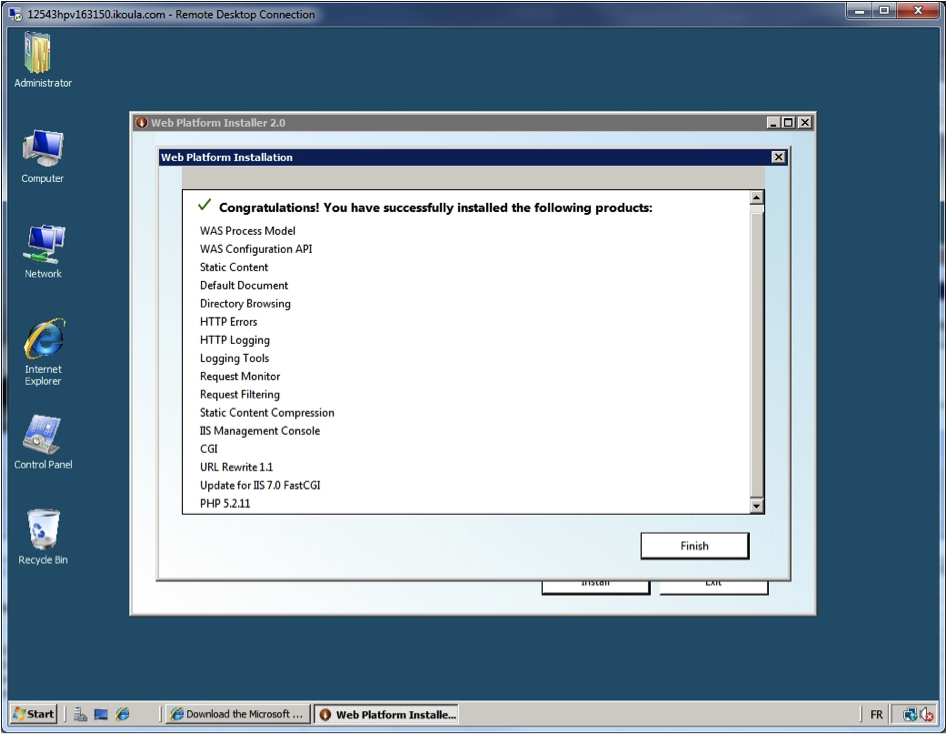 12543hpv163150.ikoula.com - Remote Desktop Connection
Administrator
Computer
Network
Internet
Explorer
Control Panel
Recycle Bin
Web Platform Installer 2.0
Web Platform Installation
Congratulations! You have successfully installed the following products:
WAS Process Model
WAS Configuration API
Static Content
Default Document
Directory Browsing
HTTP Errors
HTTP Logging
Logging Tools
Request Monitor
Request Filtering
Static Content Compression
IIS Management Console
CGI
URL Rewrite 1.1
Update for IIS 7.0 FastCGI
PHP 5.2.11
Finish
Install
Exit
Start
Download the Microsoft ...
Web Platform Installe...
FR